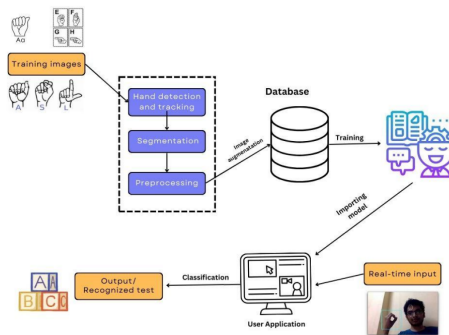 Aa
E
F
G
H
Training images
A
S
L
Hand detection
and tracking
Segmentation
Preprocessing
Image
augmentation
Database
Training
Importing
model
Real-time input
User Application
Classification
Output/
Recognized test
A
A
B
C